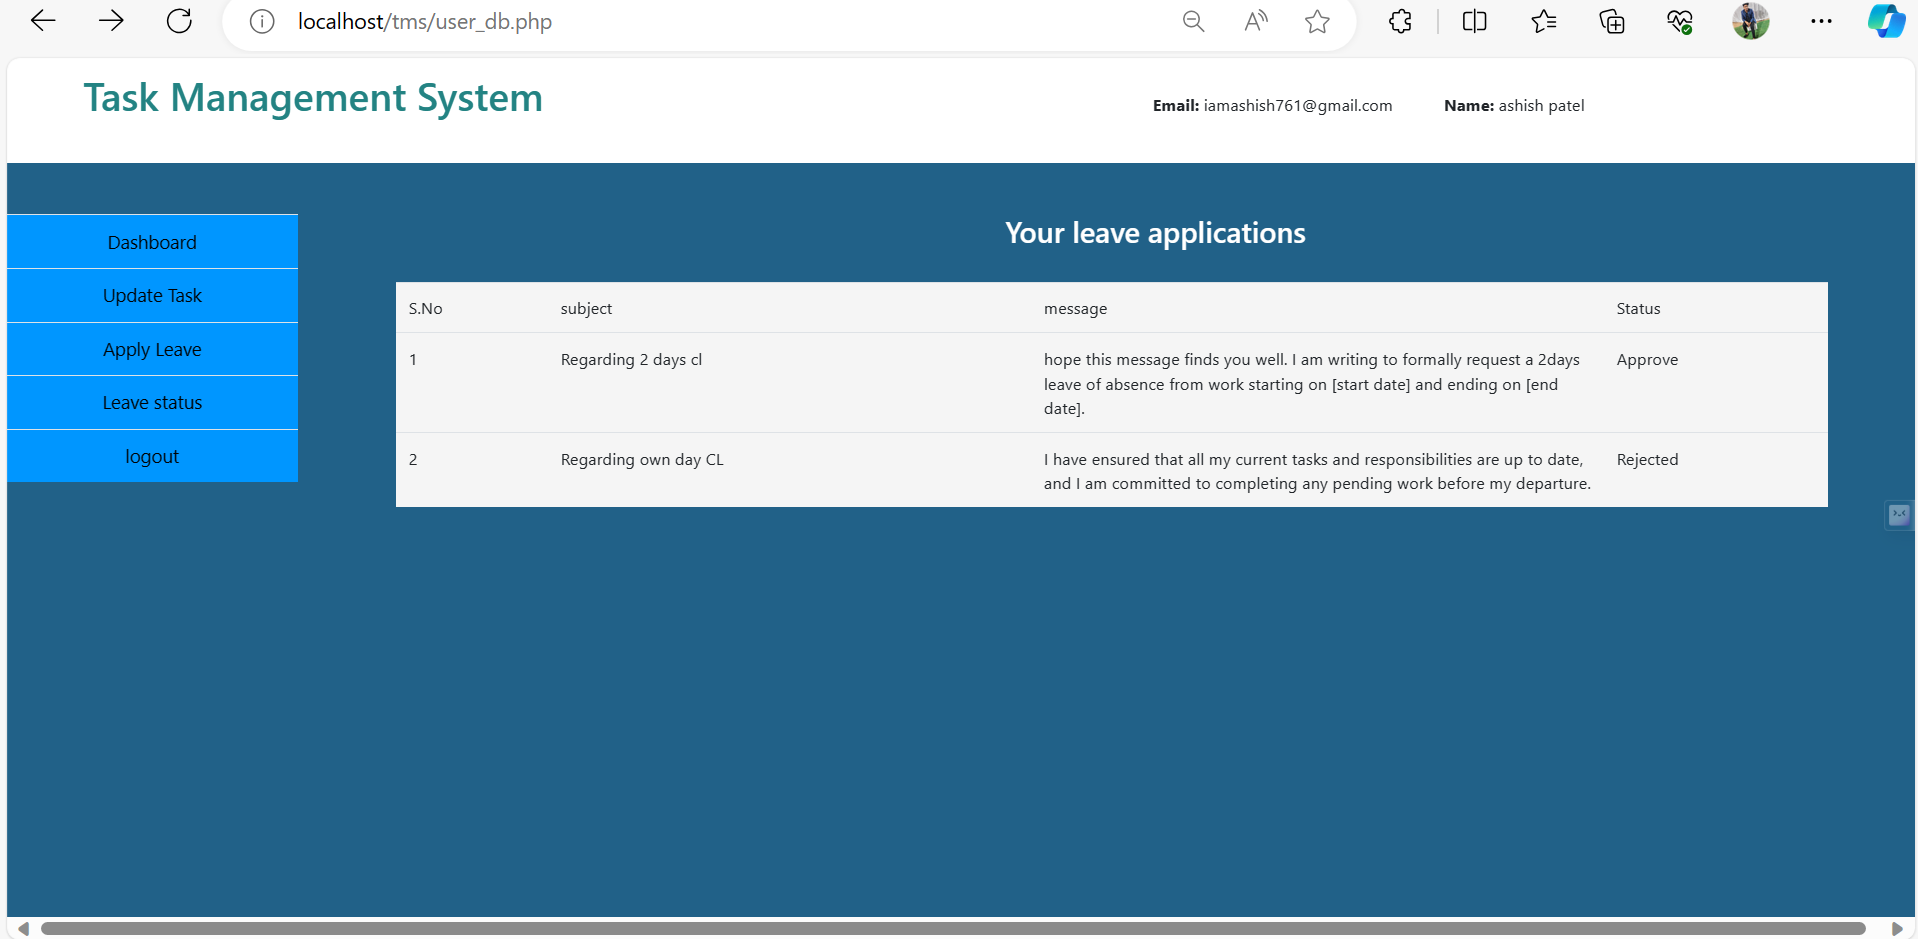 localhost/tms/user_db.php
Task Management System
Email: iamashish761@gmail.com Name: ashish patel
Dashboard
Update Task
Apply Leave
Leave status
logout
Your leave applications
S.No subject message Status
1 Regarding 2 days cl hope this message finds you well. I am writing to formally request a 2days Approve
leave of absence from work starting on [start date] and ending on [end
date].
2 Regarding own day CL I have ensured that all my current tasks and responsibilities are up to date, Rejected
and I am committed to completing any pending work before my departure.